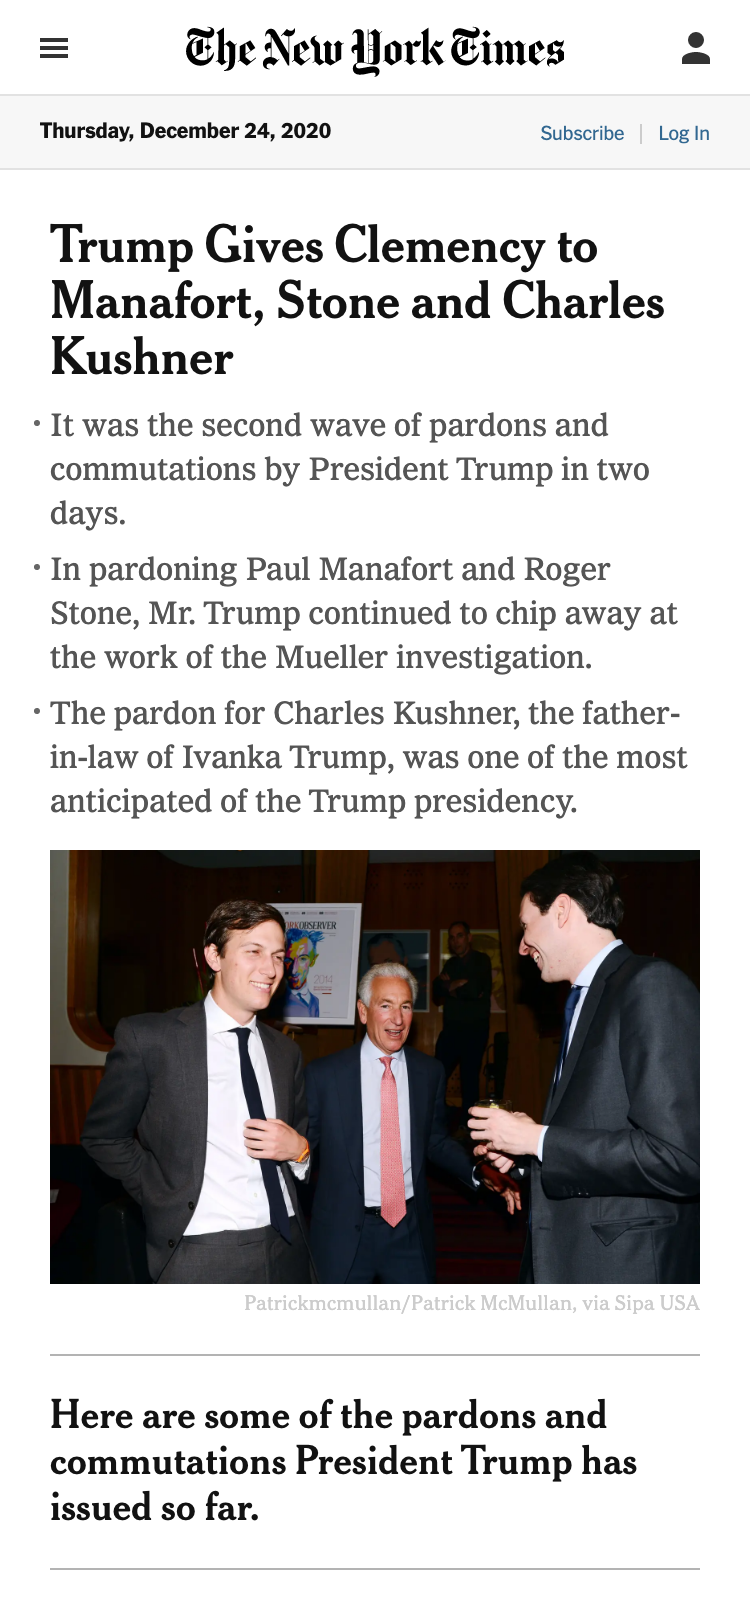 The New York Times
Thursday, December 24, 2020
Subscribe | Log In
Trump Gives Clemency to
Manafort, Stone and Charles
Kushner
• It was the second wave of pardons and
commutations by President Trump in two
days.
• In pardoning Paul Manafort and Roger
Stone, Mr. Trump continued to chip away at
the work of the Mueller investigation.
• The pardon for Charles Kushner, the father-
in-law of Ivanka Trump, was one of the most
anticipated of the Trump presidency.
OBSERVER
2014
Patrickmcmullan/Patrick McMullan, via Sipa USA
Here are some of the pardons and
commutations President Trump has
issued so far.